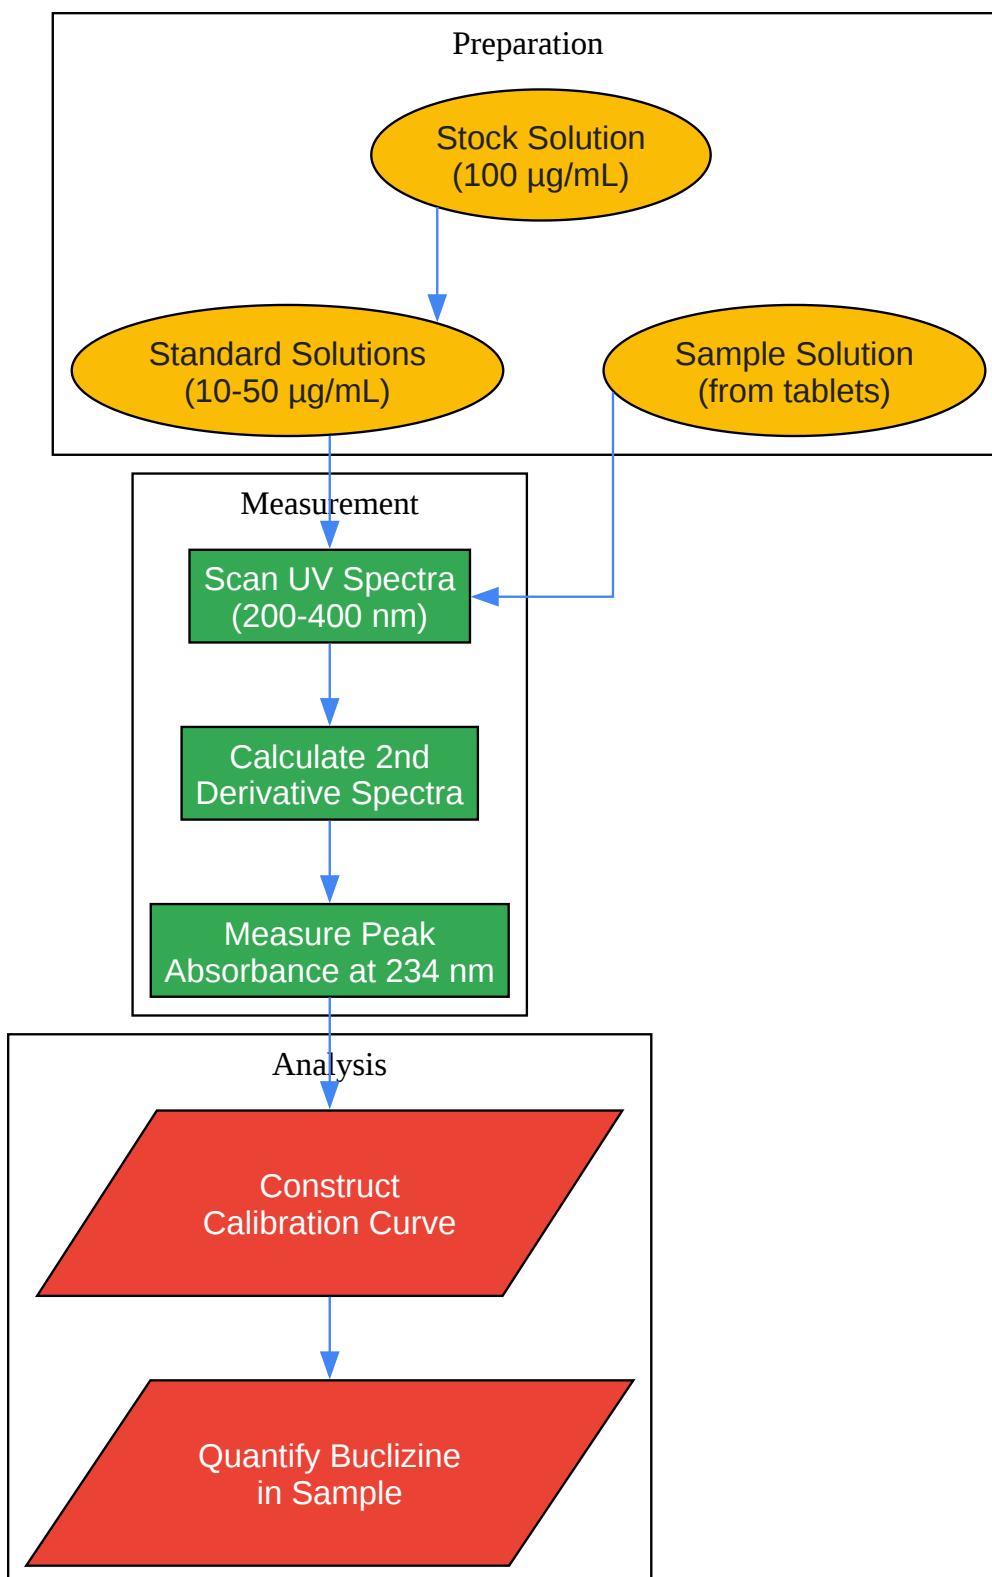 Preparation
Stock Solution
(100 µg/mL)
Standard Solutions
(10-50 µg/mL)
Sample Solution
(from tablets)
Measurement
Scan UV Spectra
(200-400 nm)
Calculate 2nd
Derivative Spectra
Measure Peak
Absorbance at 234 nm
Analysis
Construct
Calibration Curve
Quantify Buclizine
in Sample